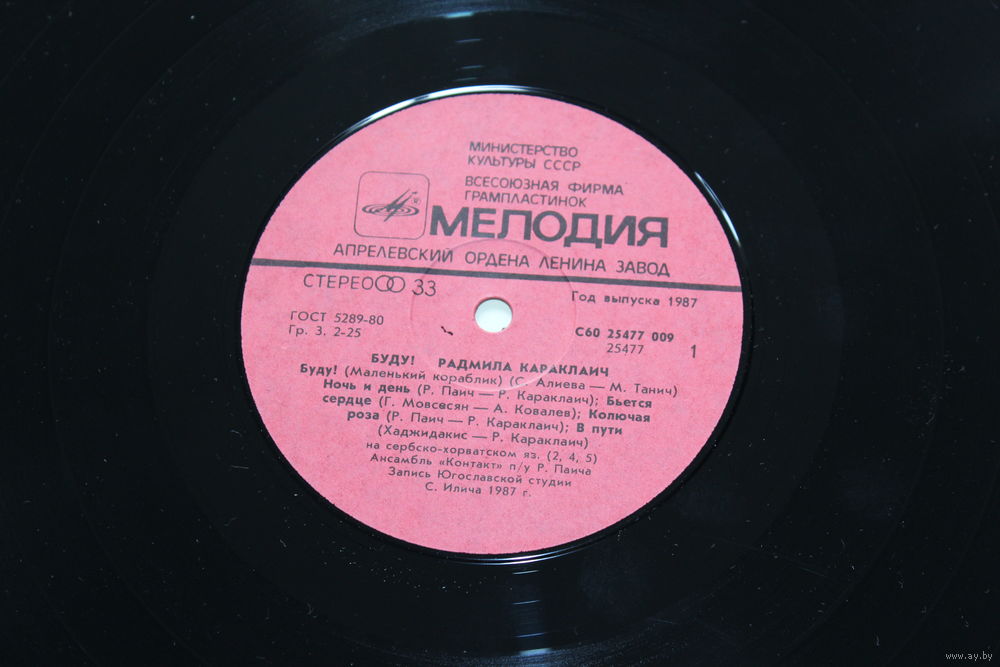 МИНИСТЕРСТВО
КУЛЬТУРЫ СССР
ВСЕСОЮЗНАЯ ФИРМА
ГРАМПЛАСТИНОК
МЕЛОДИЯ
АПРЕЛЕВСКИЙ ОРДЕНА ЛЕНИНА ЗАВОД
СТЕРЕО 33
Год выпуска 1987
ГОСТ 5289-80
Гр. 3. 2-25
С60 25477 009
25477 1
БУДУ! РАДМИЛА КАРАКЛАИЧ
Буду! (Маленький кораблик) (С. Алиева — М. Танич)
Ночь и день (Р. Паич — Р. Караклаич); Бьется
сердце (Г. Мовсесян — А. Ковалев); Колючая
роза (Р. Паич — Р. Караклаич); В пути
(Хаджидакис — Р. Караклаич)
на сербско-хорватском яз. (2, 4, 5)
Ансамбль «Контакт» п/у Р. Паича
Запись Югославской студии
С. Илича 1987 г.
www.ay.by